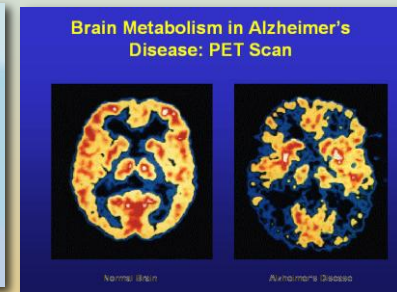 Brain Metabolism in Alzheimer's
Disease: PET Scan
Normal Brain
Alzheimer's Disease